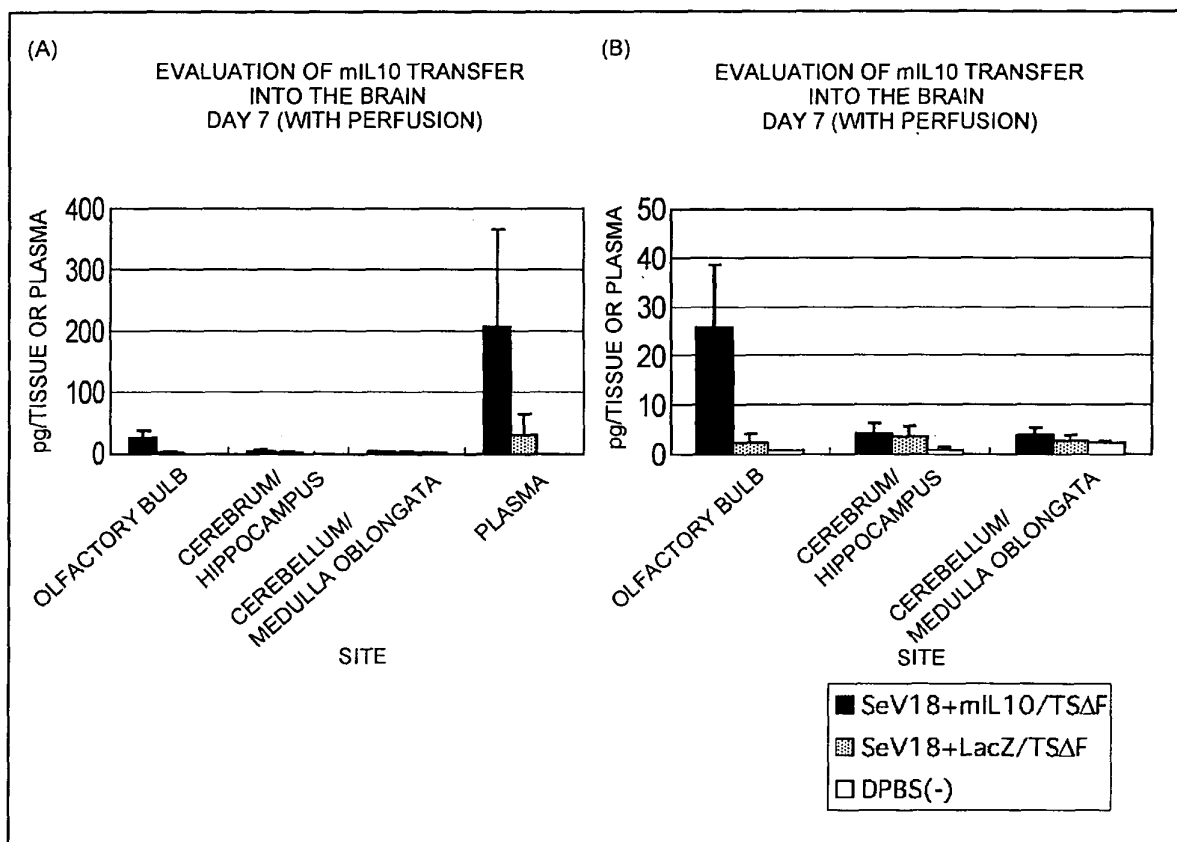 (A)
EVALUATION OF mIL10 TRANSFER
INTO THE BRAIN
DAY 7 (WITH PERFUSION)
pg/TISSUE OR PLASMA
400
300
200
100
0
OLFACTORY BULB
CEREBRUM/
HIPPOCAMPUS
CEREBELLUM/
MEDULLA OBLONGATA
PLASMA
SITE
(B)
EVALUATION OF mIL10 TRANSFER
INTO THE BRAIN
DAY 7 (WITH PERFUSION)
pg/TISSUE OR PLASMA
50
40
30
20
10
0
OLFACTORY BULB
CEREBRUM/
HIPPOCAMPUS
CEREBELLUM/
MEDULLA OBLONGATA
SITE
SeV18+mIL10/TSΔF
SeV18+LacZ/TSΔF
DPBS(-)